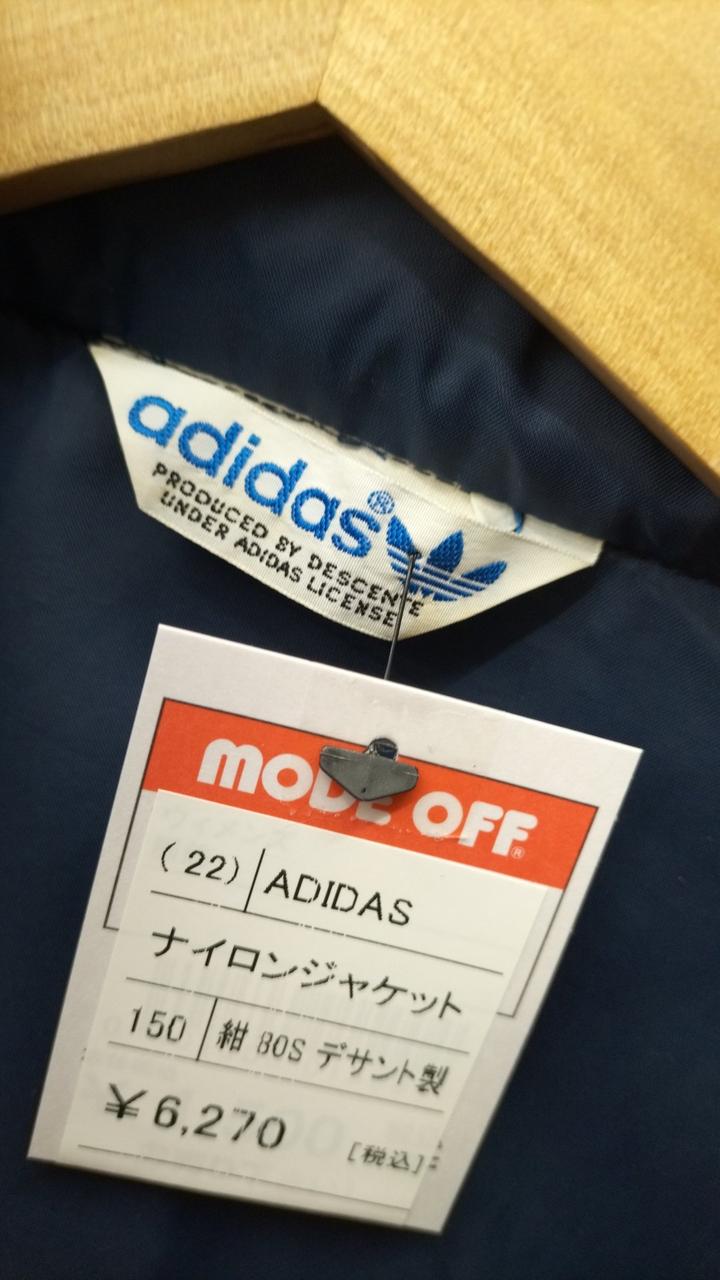 adidas®
PRODUCED BY DESCENTE
UNDER ADIDAS LICENSE
MODE OFF®
(22) ADIDAS
ナイロンジャケット
150 紺 80S デサント製
¥6,270 [税込]